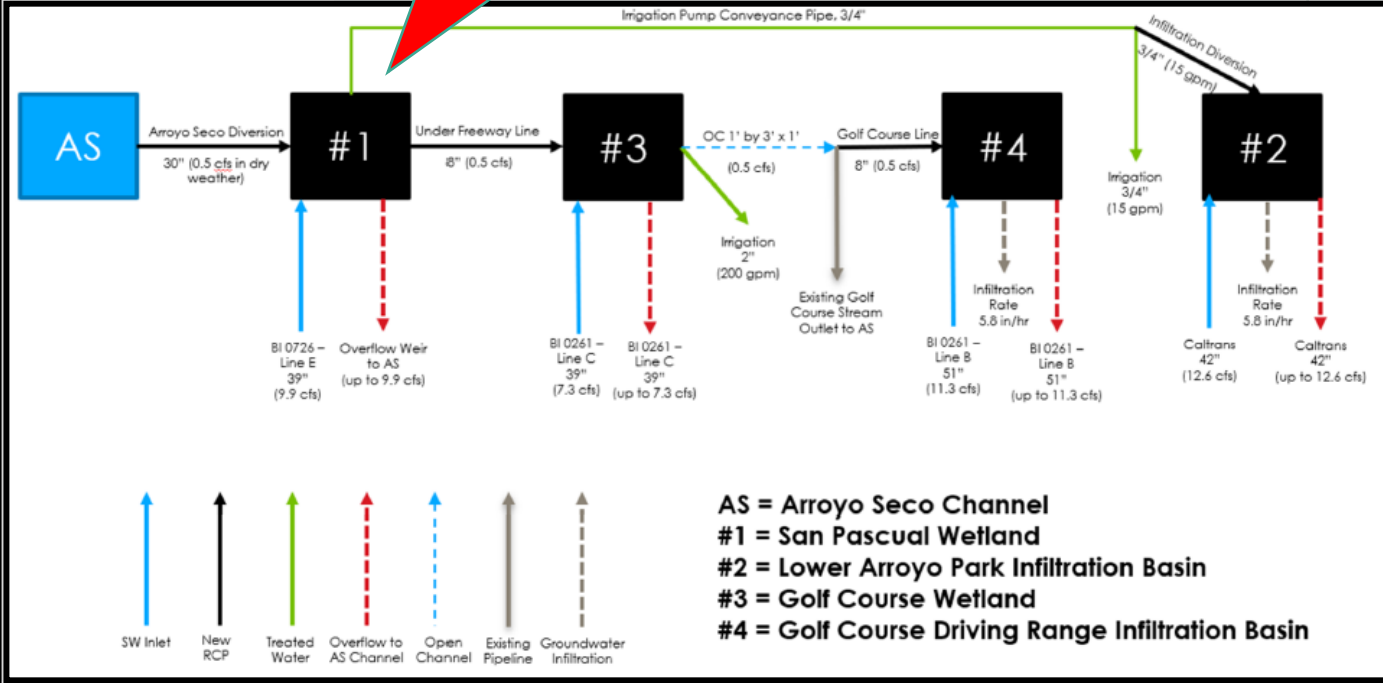 Irrigation Pump Conveyance Pipe, 3/4"
Infiltration Diversion
3/4" (15 gpm)
AS
Arroyo Seco Diversion
30" (0.5 cfs in dry
weather)
#1
Under Freeway Line
8" (0.5 cfs)
#3
OC 1' by 3' x 1'
(0.5 cfs)
Golf Course Line
8" (0.5 cfs)
#4
#2
Irrigation
2"
(200 gpm)
Existing Golf
Course Stream
Outlet to AS
Irrigation
3/4"
(15 gpm)
BI 0726 –
Line E
39"
(9.9 cfs)
Overflow Weir
to AS
(up to 9.9 cfs)
BI 0261 –
Line C
39"
(7.3 cfs)
BI 0261 –
Line C
39"
(up to 7.3 cfs)
BI 0261 –
Line B
51"
(11.3 cfs)
Infiltration
Rate
5.8 in/hr
BI 0261 –
Line B
51"
(up to 11.3 cfs)
Caltrans
42"
(12.6 cfs)
Infiltration
Rate
5.8 in/hr
Caltrans
42"
(up to 12.6 cfs)
SW Inlet
New
RCP
Treated
Water
Overflow to
AS Channel
Open
Channel
Existing
Pipeline
Groundwater
Infiltration
AS = Arroyo Seco Channel
#1 = San Pascual Wetland
#2 = Lower Arroyo Park Infiltration Basin
#3 = Golf Course Wetland
#4 = Golf Course Driving Range Infiltration Basin